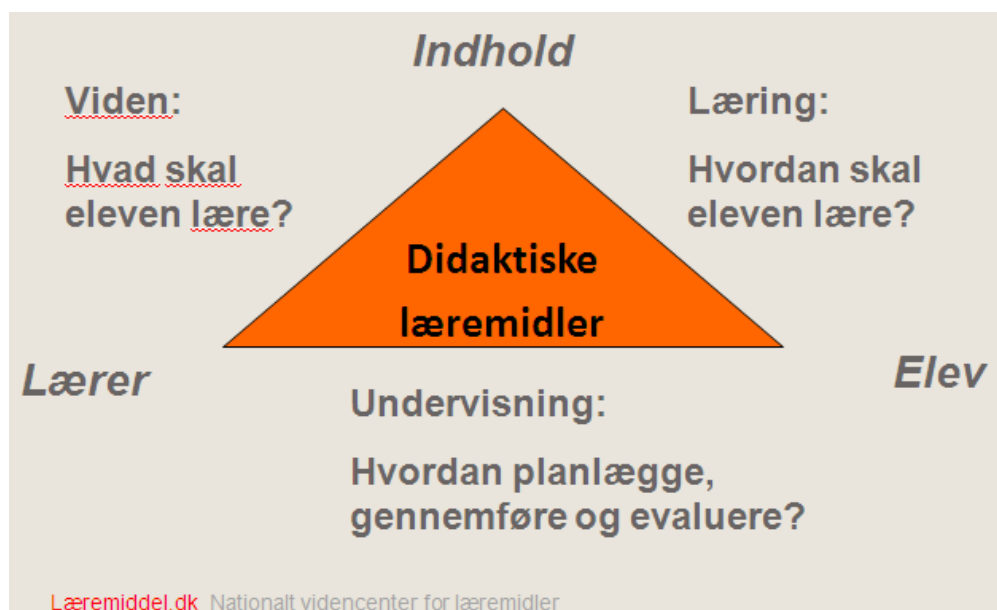 Indhold
Viden:
Hvad skal
eleven lære?
Læring:
Hvordan skal
eleven lære?
Didaktiske
læremidler
Lærer
Elev
Undervisning:
Hvordan planlægge,
gennemføre og evaluere?
Læremiddel.dk Nationalt videncenter for læremidler